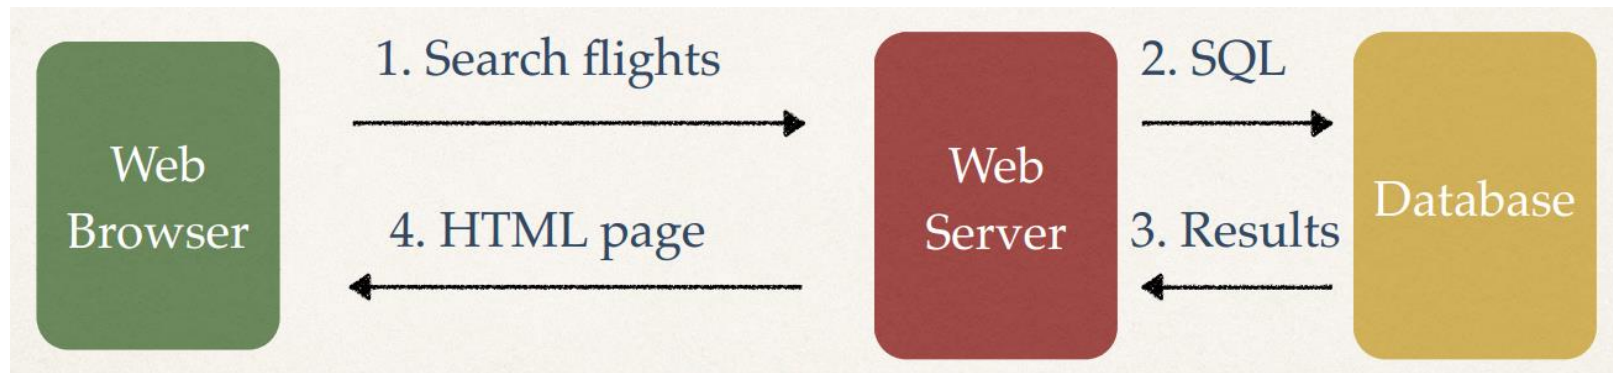 Web
Browser
1. Search flights
4. HTML page
Web
Server
2. SQL
3. Results
Database